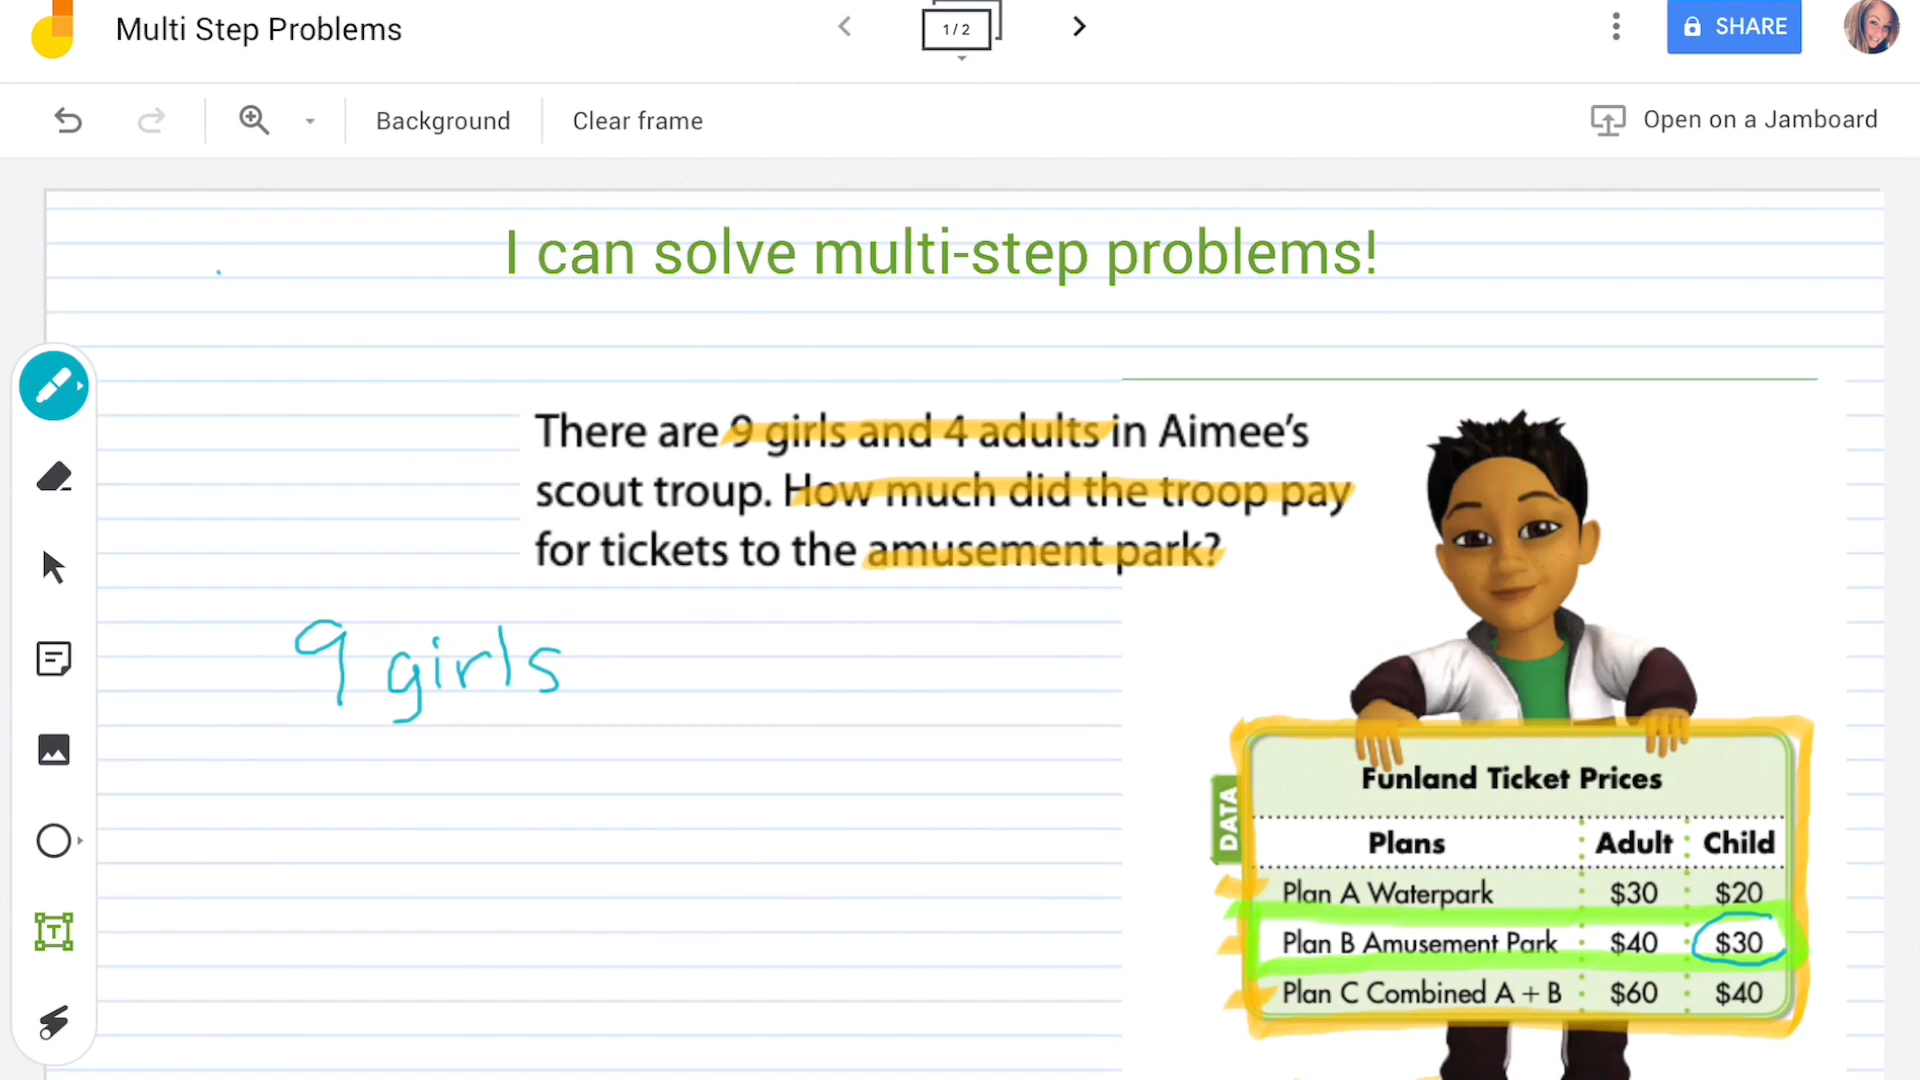 Multi Step Problems
1 / 2
SHARE
Background
Clear frame
Open on a Jamboard
I can solve multi-step problems!
There are 9 girls and 4 adults in Aimee's
scout troup. How much did the troop pay
for tickets to the amusement park?
9 girls
DATA
Funland Ticket Prices
Plans Adult Child
Plan A Waterpark $30 $20
Plan B Amusement Park $40 $30
Plan C Combined A + B $60 $40
T